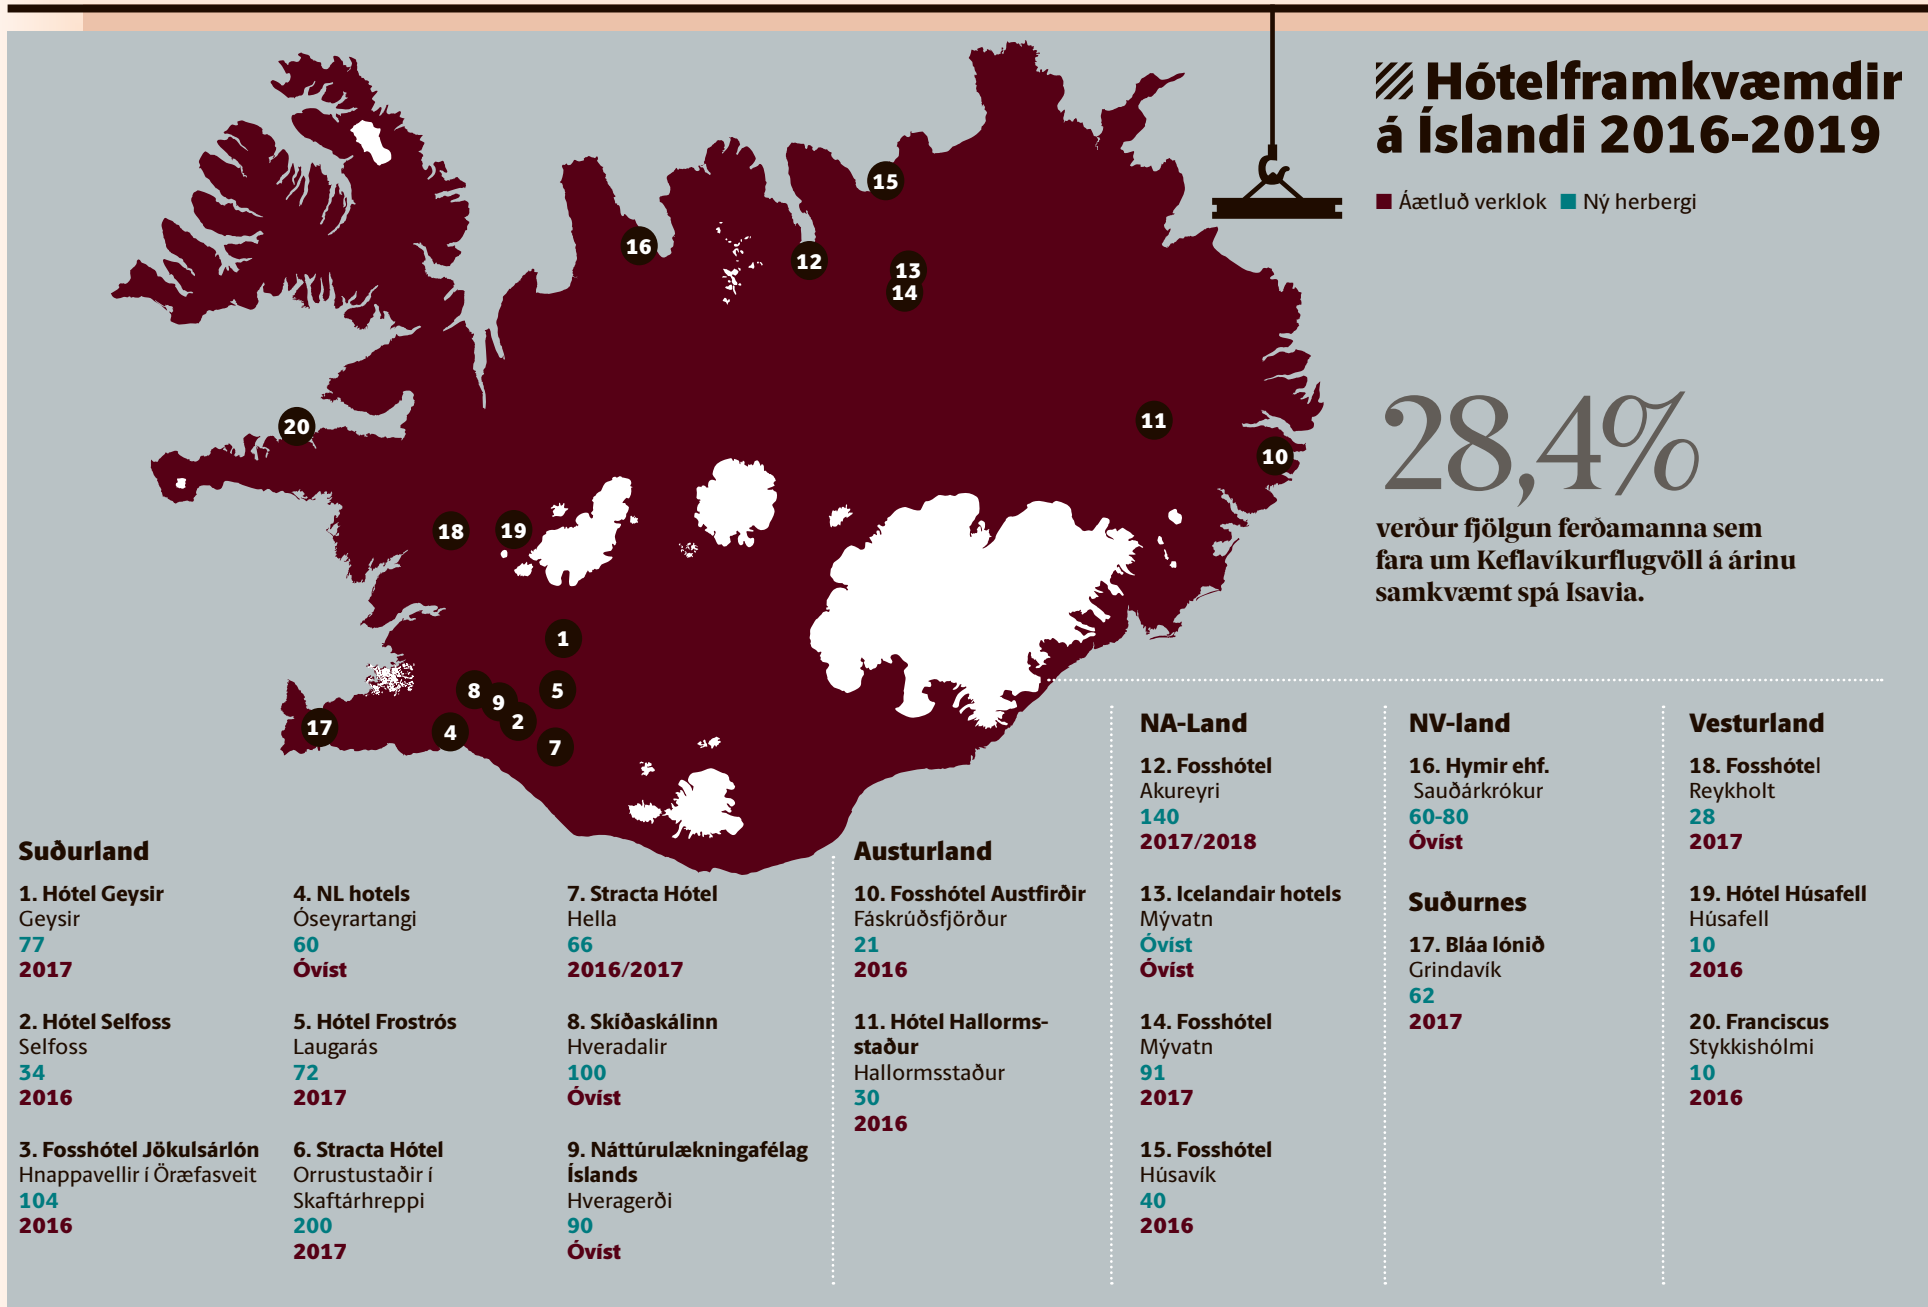 Hótelframkvæmdir
á Íslandi 2016-2019
Áætluð verklok Ný herbergi
15
16
12
13
14
11
20
10
18
19
1
8
9
5
2
17
4
7
28,4%
verður fjölgun ferðamanna sem
fara um Keflavíkurflugvöll á árinu
samkvæmt spá Isavia.
Suðurland
1. Hótel Geysir
Geysir
77
2017
2. Hótel Selfoss
Selfoss
34
2016
3. Fosshótel Jökulsárlón
Hnappavellir í Öræfasveit
104
2016
4. NL hotels
Óseyrartangi
60
Óvíst
5. Hótel Frostrós
Laugarás
72
2017
6. Stracta Hótel
Orrustustaðir í
Skaftárhreppi
200
2017
7. Stracta Hótel
Hella
66
2016/2017
8. Skíðaskálinn
Hveradalir
100
Óvíst
9. Náttúrulækningafélag
Íslands
Hveragerði
90
Óvíst
Austurland
10. Fosshótel Austfirðir
Fáskrúðsfjörður
21
2016
11. Hótel Hallorms-
staður
Hallormsstaður
30
2016
NA-Land
12. Fosshótel
Akureyri
140
2017/2018
13. Icelandair hotels
Mývatn
Óvíst
Óvíst
14. Fosshótel
Mývatn
91
2017
15. Fosshótel
Húsavík
40
2016
NV-land
16. Hymir ehf.
Sauðárkrókur
60-80
Óvíst
Suðurnes
17. Bláa lónið
Grindavík
62
2017
Vesturland
18. Fosshótel
Reykholt
28
2017
19. Hótel Húsafell
Húsafell
10
2016
20. Franciscus
Stykkishólmi
10
2016